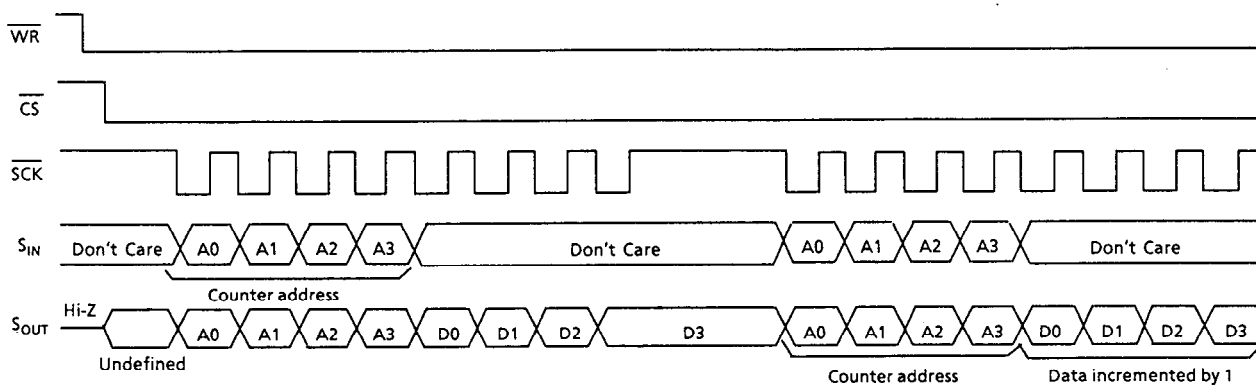 WR
CS
SCK
S_IN Don't Care A0 A1 A2 A3 Don't Care A0 A1 A2 A3 Don't Care
Counter address
S_OUT Hi-Z A0 A1 A2 A3 D0 D1 D2 D3 A0 A1 A2 A3 D0 D1 D2 D3
Undefined
Counter address Data incremented by 1